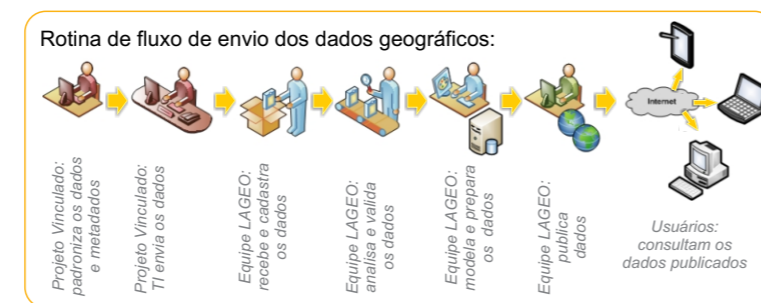 Rotina de fluxo de envio dos dados geográficos:
Internet
Projeto Vinculado:
padroniza os dados
e metadados
Projeto Vinculado:
TI envia os dados
Equipe LAGEO:
recebe e cadastra
os dados
Equipe LAGEO:
analisa e valida
os dados
Equipe LAGEO:
modela e prepara
os dados
Equipe LAGEO:
publica
dados
Usuários:
consultam os
dados publicados